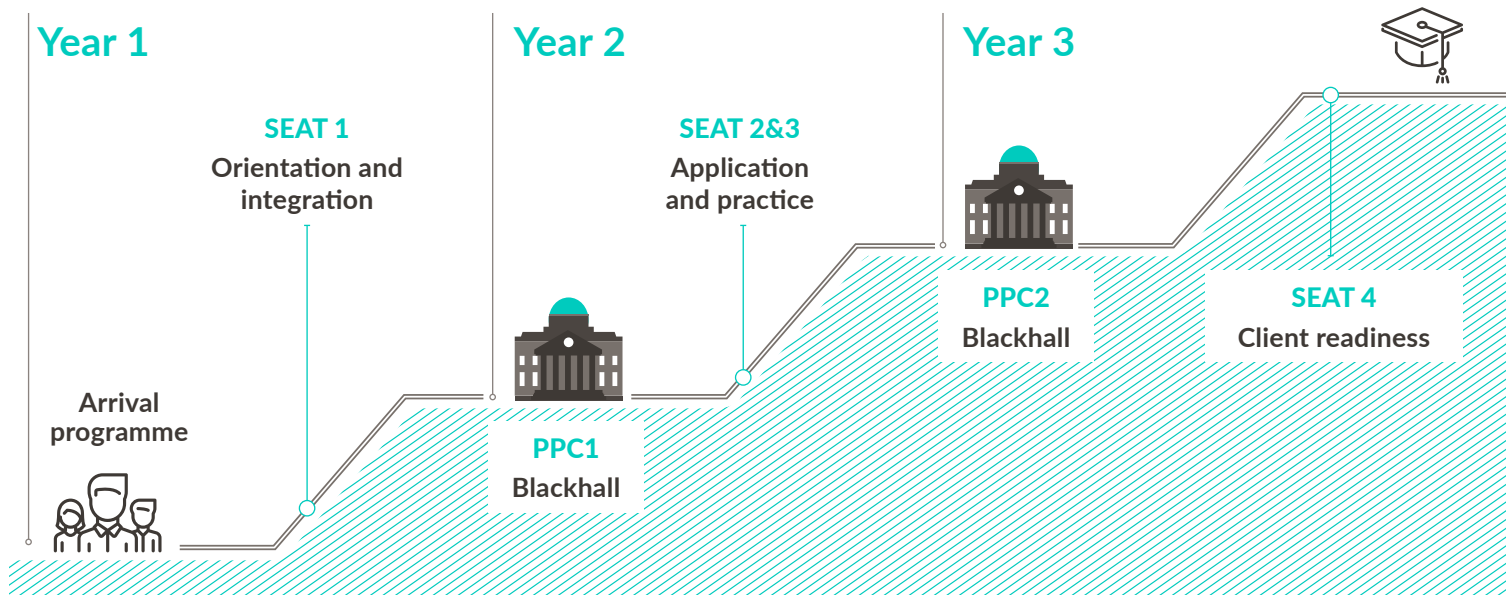 Year 1
Year 2
Year 3
SEAT 1
Orientation and
integration
SEAT 2&3
Application
and practice
Arrival
programme
PPC1
Blackhall
PPC2
Blackhall
SEAT 4
Client readiness